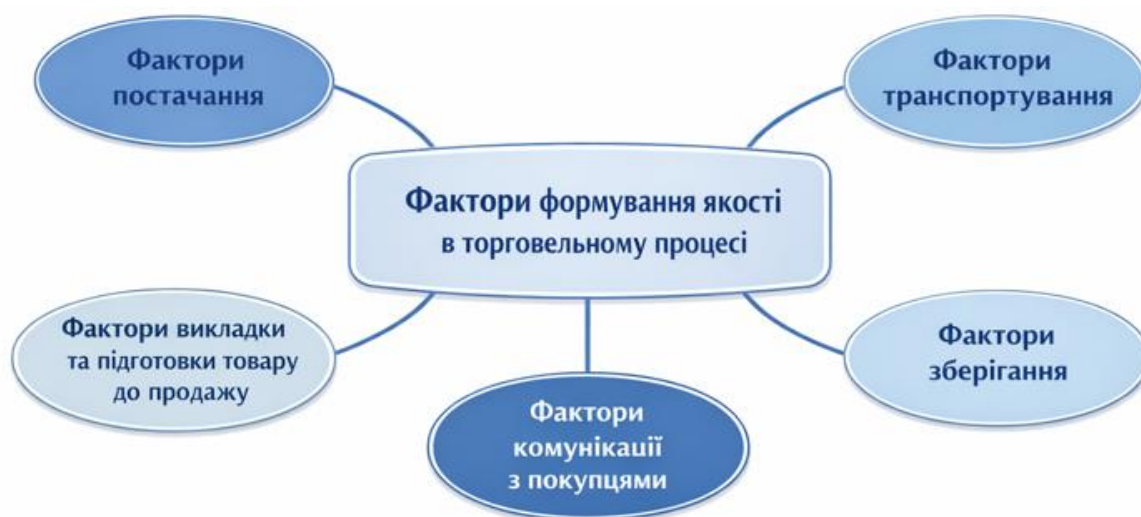 Фактори
постачання
Фактори
транспортування
Фактори формування якості
в торговельному процесі
Фактори викладки
та підготовки товару
до продажу
Фактори
комунікації
з покупцями
Фактори
зберігання